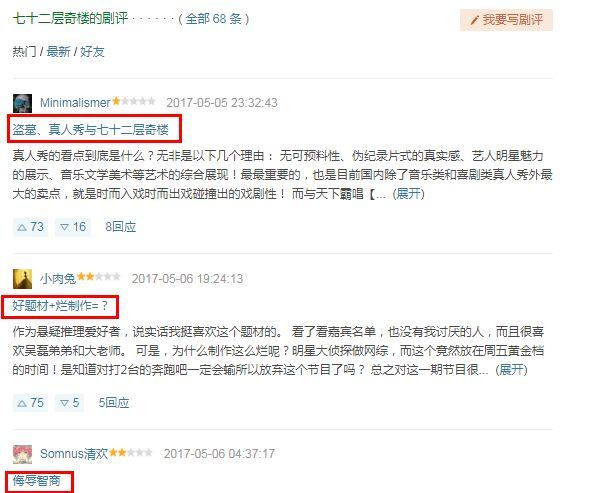 七十二层奇楼的剧评 · · · · · · ( 全部 68 条 )
我要写剧评
热门 / 最新 / 好友
Minimalismer 2017-05-05 23:32:43
盗墓、真人秀与七十二层奇楼
真人秀的看点到底是什么？无非是以下几个理由： 无可预料性、伪纪录片式的真实感、艺人明星魅力
的展示、音乐文学美术等艺术的综合展现！最最重要的，也是目前国内除了音乐类和喜剧类真人秀外最
大的卖点，就是时而入戏时而出戏碰撞出的戏剧性！ 而与天下霸唱【... (展开)
73 16 8回应
小肉兔 2017-05-06 19:24:13
好题材+烂制作=？
作为悬疑推理爱好者，说实话我挺喜欢这个题材的。 看了看嘉宾名单，也没有我讨厌的人，而且很喜
欢吴磊弟弟和大老师。 可是，为什么制作这么烂呢？明星大侦探做网综，而这个竟然放在周五黄金档
的时间！是知道对打2台的奔跑吧一定会输所以放弃这个节目了吗？ 总之对这一期节目很... (展开)
75 5 5回应
Somnus清欢 2017-05-06 04:37:17
侮辱智商